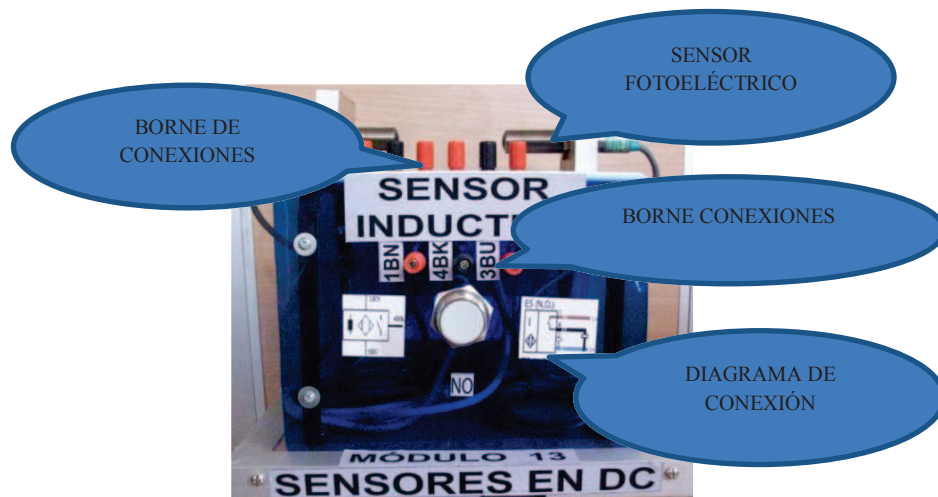 SENSOR
FOTOELÉCTRICO
BORNE DE
CONEXIONES
SENSOR
BORNE CONEXIONES
1BN
4BK
3BU
ES (N.O.)
NO
DIAGRAMA DE
CONEXIÓN
MÓDULO 13
SENSORES EN DC